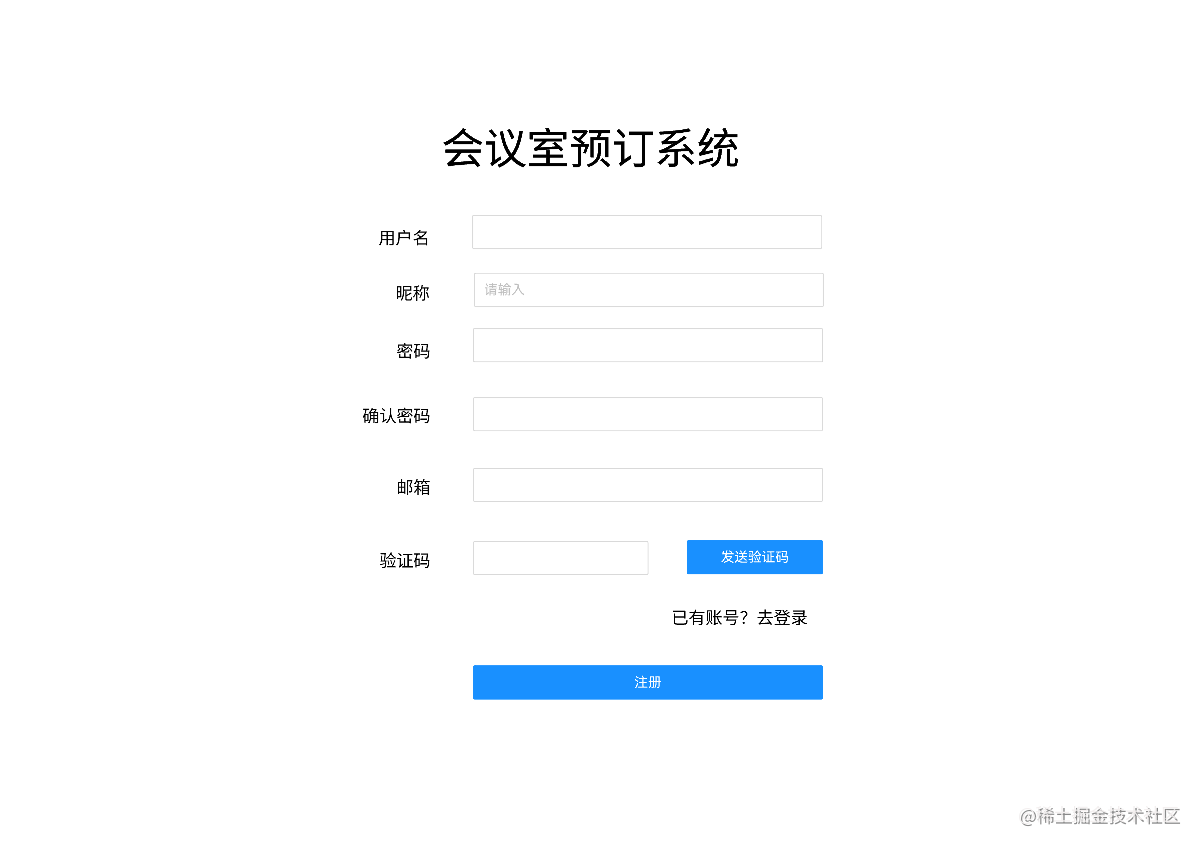 会议室预订系统
用户名
昵称 请输入
密码
确认密码
邮箱
验证码 发送验证码
已有账号？去登录
注册
@稀土掘金技术社区